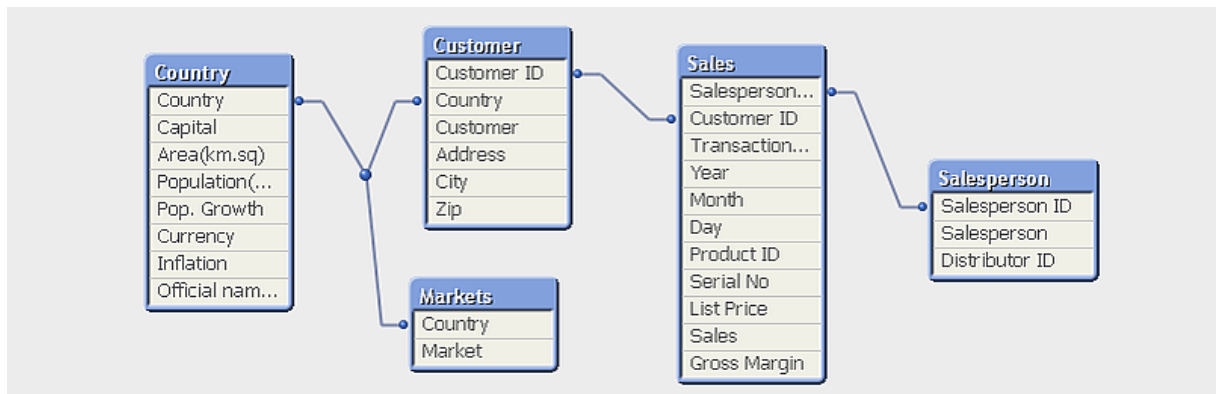 Country
Country
Capital
Area(km.sq)
Population(...
Pop. Growth
Currency
Inflation
Official nam...
Customer
Customer ID
Country
Customer
Address
City
Zip
Markets
Country
Market
Sales
Salesperson...
Customer ID
Transaction...
Year
Month
Day
Product ID
Serial No
List Price
Sales
Gross Margin
Salesperson
Salesperson ID
Salesperson
Distributor ID